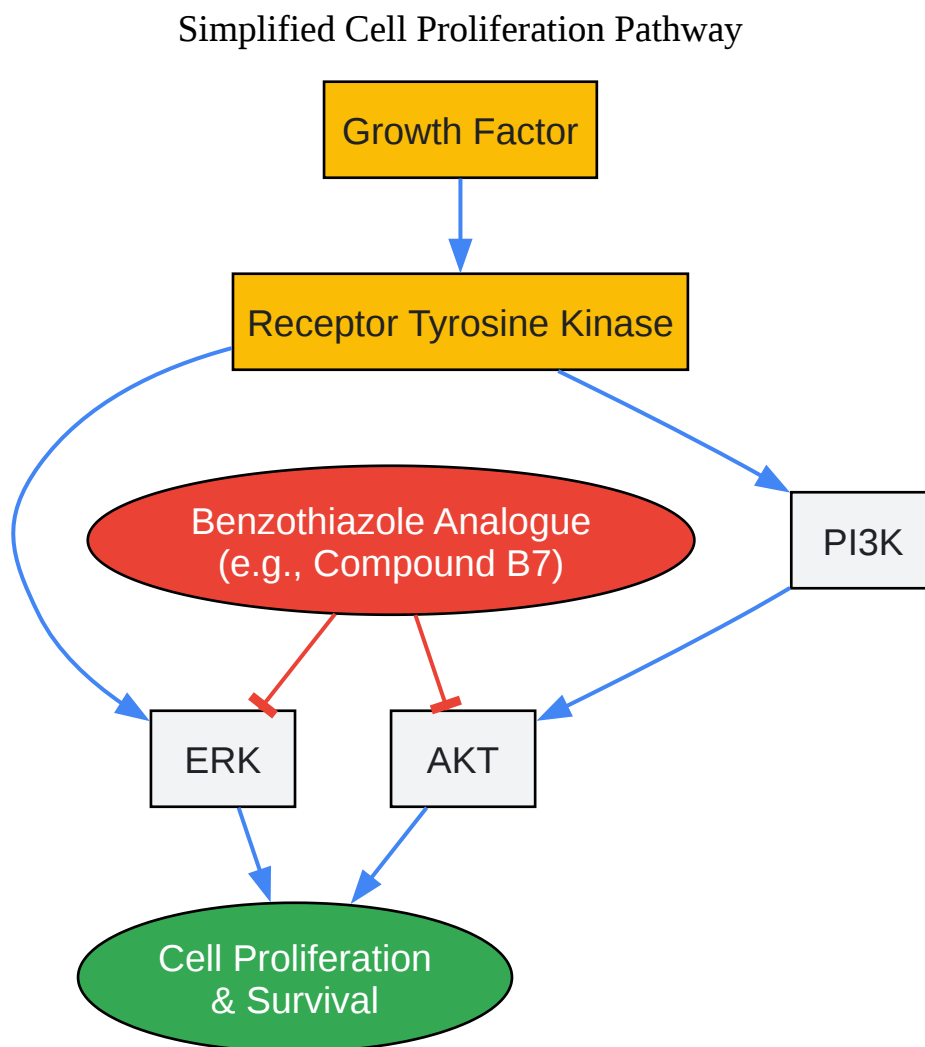 Simplified Cell Proliferation Pathway
Growth Factor
Receptor Tyrosine Kinase
Benzothiazole Analogue
(e.g., Compound B7)
PI3K
ERK
AKT
Cell Proliferation
& Survival